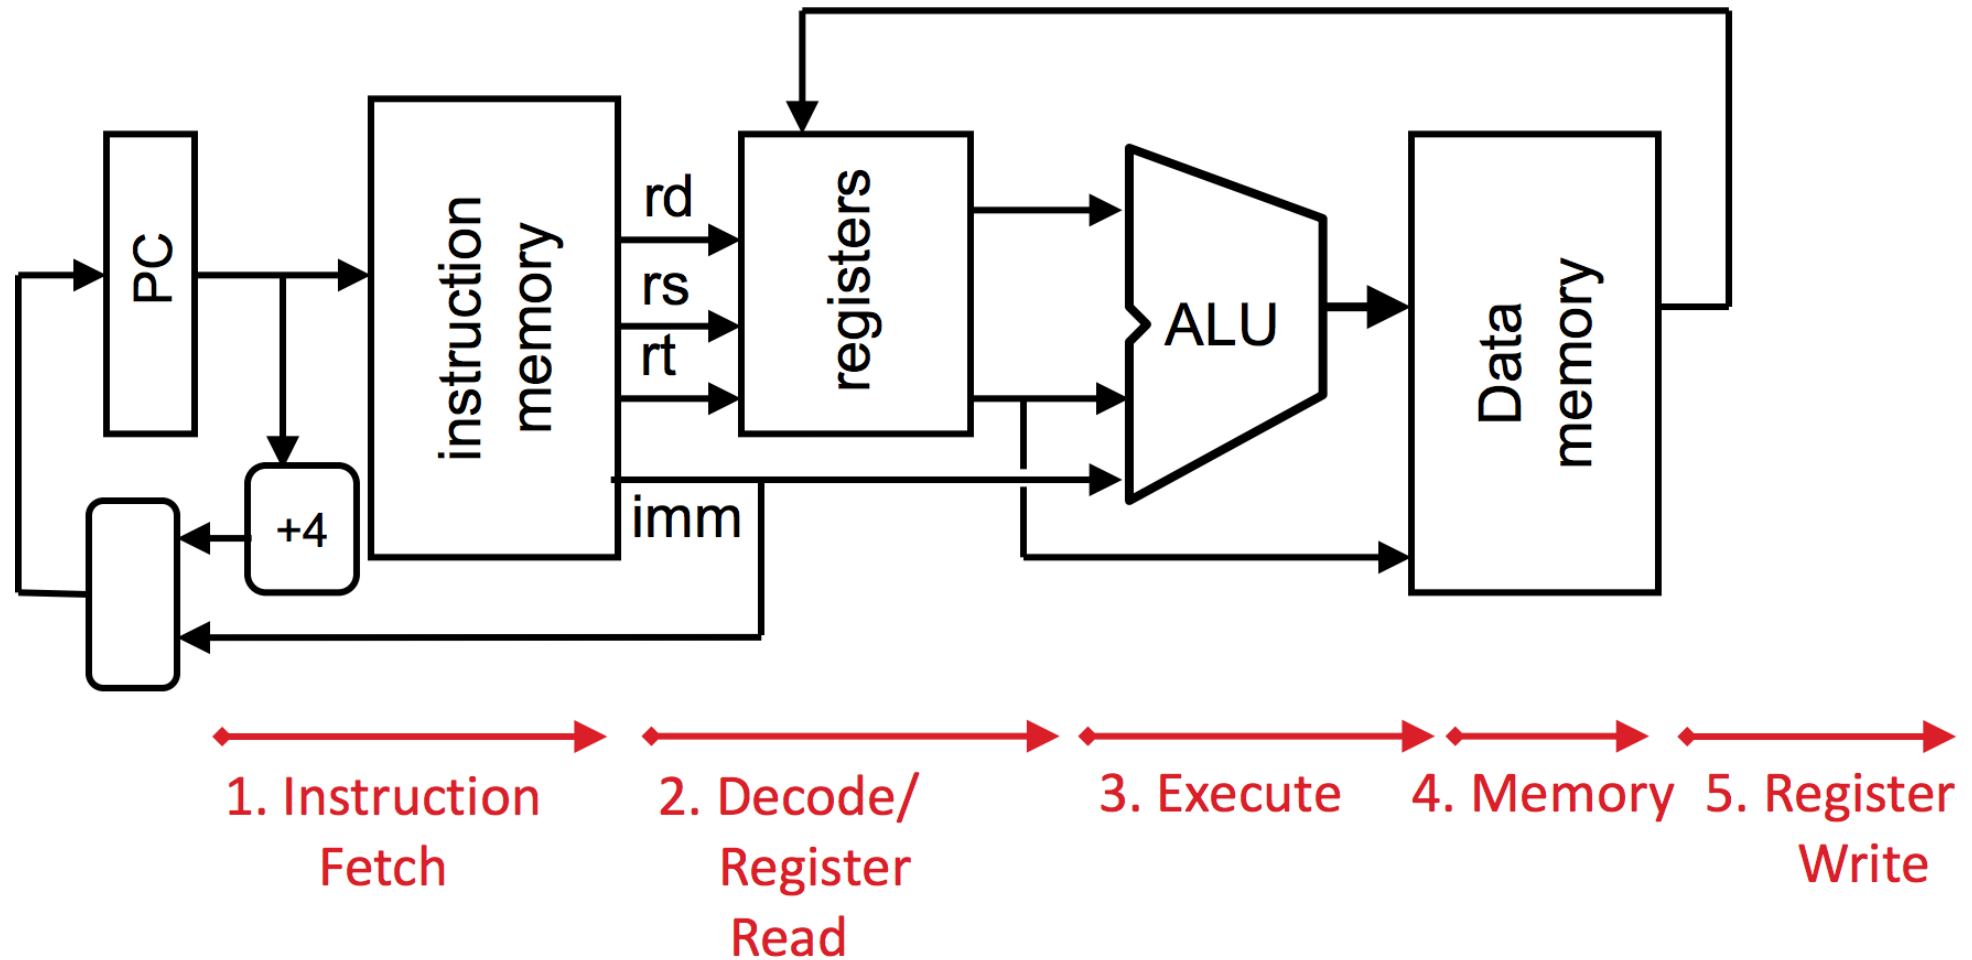 PC
+4
instruction
memory
rd
rs
rt
imm
registers
ALU
Data
memory
1. Instruction
Fetch
2. Decode/
Register
Read
3. Execute
4. Memory
5. Register
Write